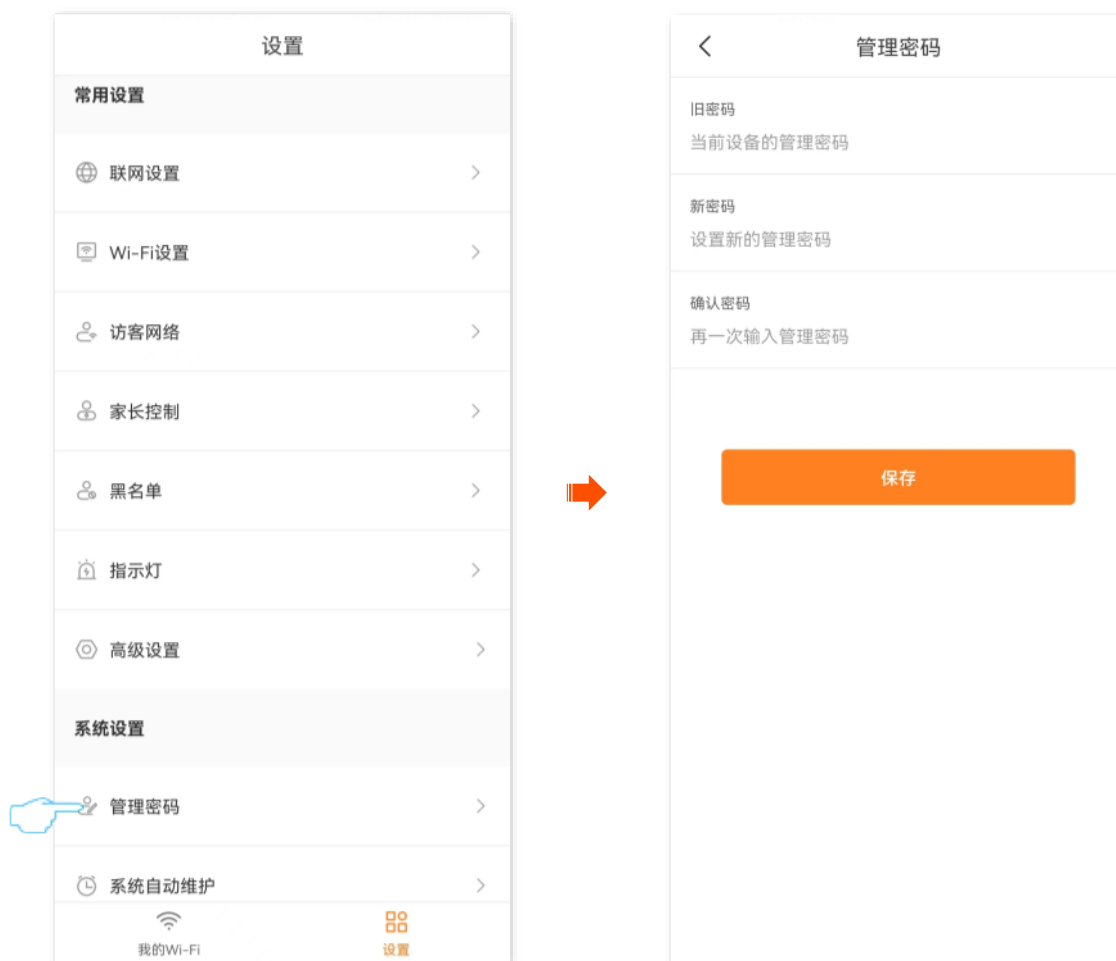 设置
常用设置
联网设置
Wi-Fi设置
访客网络
家长控制
黑名单
指示灯
高级设置
系统设置
管理密码
系统自动维护
我的Wi-Fi
设置
管理密码
旧密码
当前设备的管理密码
新密码
设置新的管理密码
确认密码
再一次输入管理密码
保存